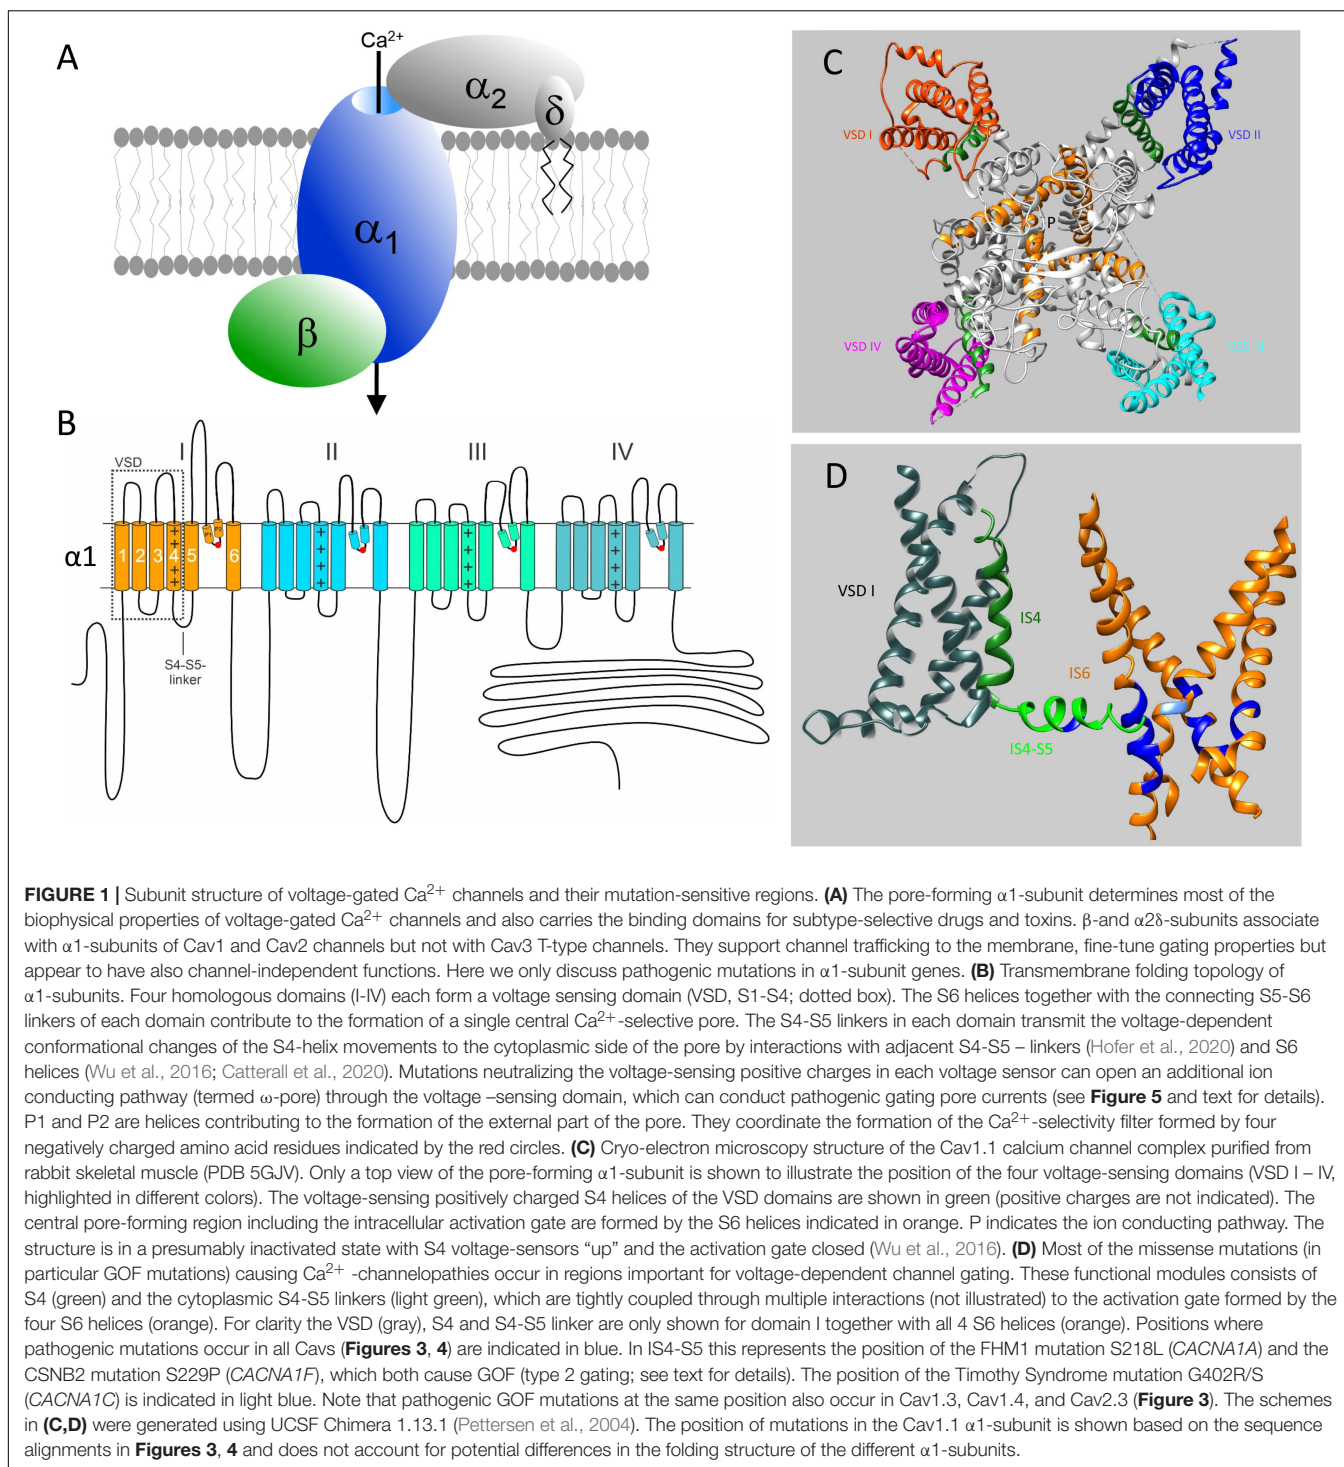 A
Ca2+
α2
δ
α1
β
B
VSD
I
II
III
IV
α1
1 2 3 4 5 6
+ + + +
+ + + +
+ + + +
+ + + +
S4-S5-
linker
C
VSD I
VSD II
P
VSD IV
VSD III
D
VSD I
IS4
IS6
IS4-S5
FIGURE 1 | Subunit structure of voltage-gated Ca2+ channels and their mutation-sensitive regions. (A) The pore-forming α1-subunit determines most of the
biophysical properties of voltage-gated Ca2+ channels and also carries the binding domains for subtype-selective drugs and toxins. β-and α2δ-subunits associate
with α1-subunits of Cav1 and Cav2 channels but not with Cav3 T-type channels. They support channel trafficking to the membrane, fine-tune gating properties but
appear to have also channel-independent functions. Here we only discuss pathogenic mutations in α1-subunit genes. (B) Transmembrane folding topology of
α1-subunits. Four homologous domains (I-IV) each form a voltage sensing domain (VSD, S1-S4; dotted box). The S6 helices together with the connecting S5-S6
linkers of each domain contribute to the formation of a single central Ca2+-selective pore. The S4-S5 linkers in each domain transmit the voltage-dependent
conformational changes of the S4-helix movements to the cytoplasmic side of the pore by interactions with adjacent S4-S5 – linkers (Hofer et al., 2020) and S6
helices (Wu et al., 2016; Catterall et al., 2020). Mutations neutralizing the voltage-sensing positive charges in each voltage sensor can open an additional ion
conducting pathway (termed ω-pore) through the voltage –sensing domain, which can conduct pathogenic gating pore currents (see Figure 5 and text for details).
P1 and P2 are helices contributing to the formation of the external part of the pore. They coordinate the formation of the Ca2+-selectivity filter formed by four
negatively charged amino acid residues indicated by the red circles. (C) Cryo-electron microscopy structure of the Cav1.1 calcium channel complex purified from
rabbit skeletal muscle (PDB 5GJV). Only a top view of the pore-forming α1-subunit is shown to illustrate the position of the four voltage-sensing domains (VSD I – IV,
highlighted in different colors). The voltage-sensing positively charged S4 helices of the VSD domains are shown in green (positive charges are not indicated). The
central pore-forming region including the intracellular activation gate are formed by the S6 helices indicated in orange. P indicates the ion conducting pathway. The
structure is in a presumably inactivated state with S4 voltage-sensors “up” and the activation gate closed (Wu et al., 2016). (D) Most of the missense mutations (in
particular GOF mutations) causing Ca2+ -channelopathies occur in regions important for voltage-dependent channel gating. These functional modules consists of
S4 (green) and the cytoplasmic S4-S5 linkers (light green), which are tightly coupled through multiple interactions (not illustrated) to the activation gate formed by the
four S6 helices (orange). For clarity the VSD (gray), S4 and S4-S5 linker are only shown for domain I together with all 4 S6 helices (orange). Positions where
pathogenic mutations occur in all Cavs (Figures 3, 4) are indicated in blue. In IS4-S5 this represents the position of the FHM1 mutation S218L (CACNA1A) and the
CSNB2 mutation S229P (CACNA1F), which both cause GOF (type 2 gating; see text for details). The position of the Timothy Syndrome mutation G402R/S
(CACNA1C) is indicated in light blue. Note that pathogenic GOF mutations at the same position also occur in Cav1.3, Cav1.4, and Cav2.3 (Figure 3). The schemes
in (C,D) were generated using UCSF Chimera 1.13.1 (Pettersen et al., 2004). The position of mutations in the Cav1.1 α1-subunit is shown based on the sequence
alignments in Figures 3, 4 and does not account for potential differences in the folding structure of the different α1-subunits.